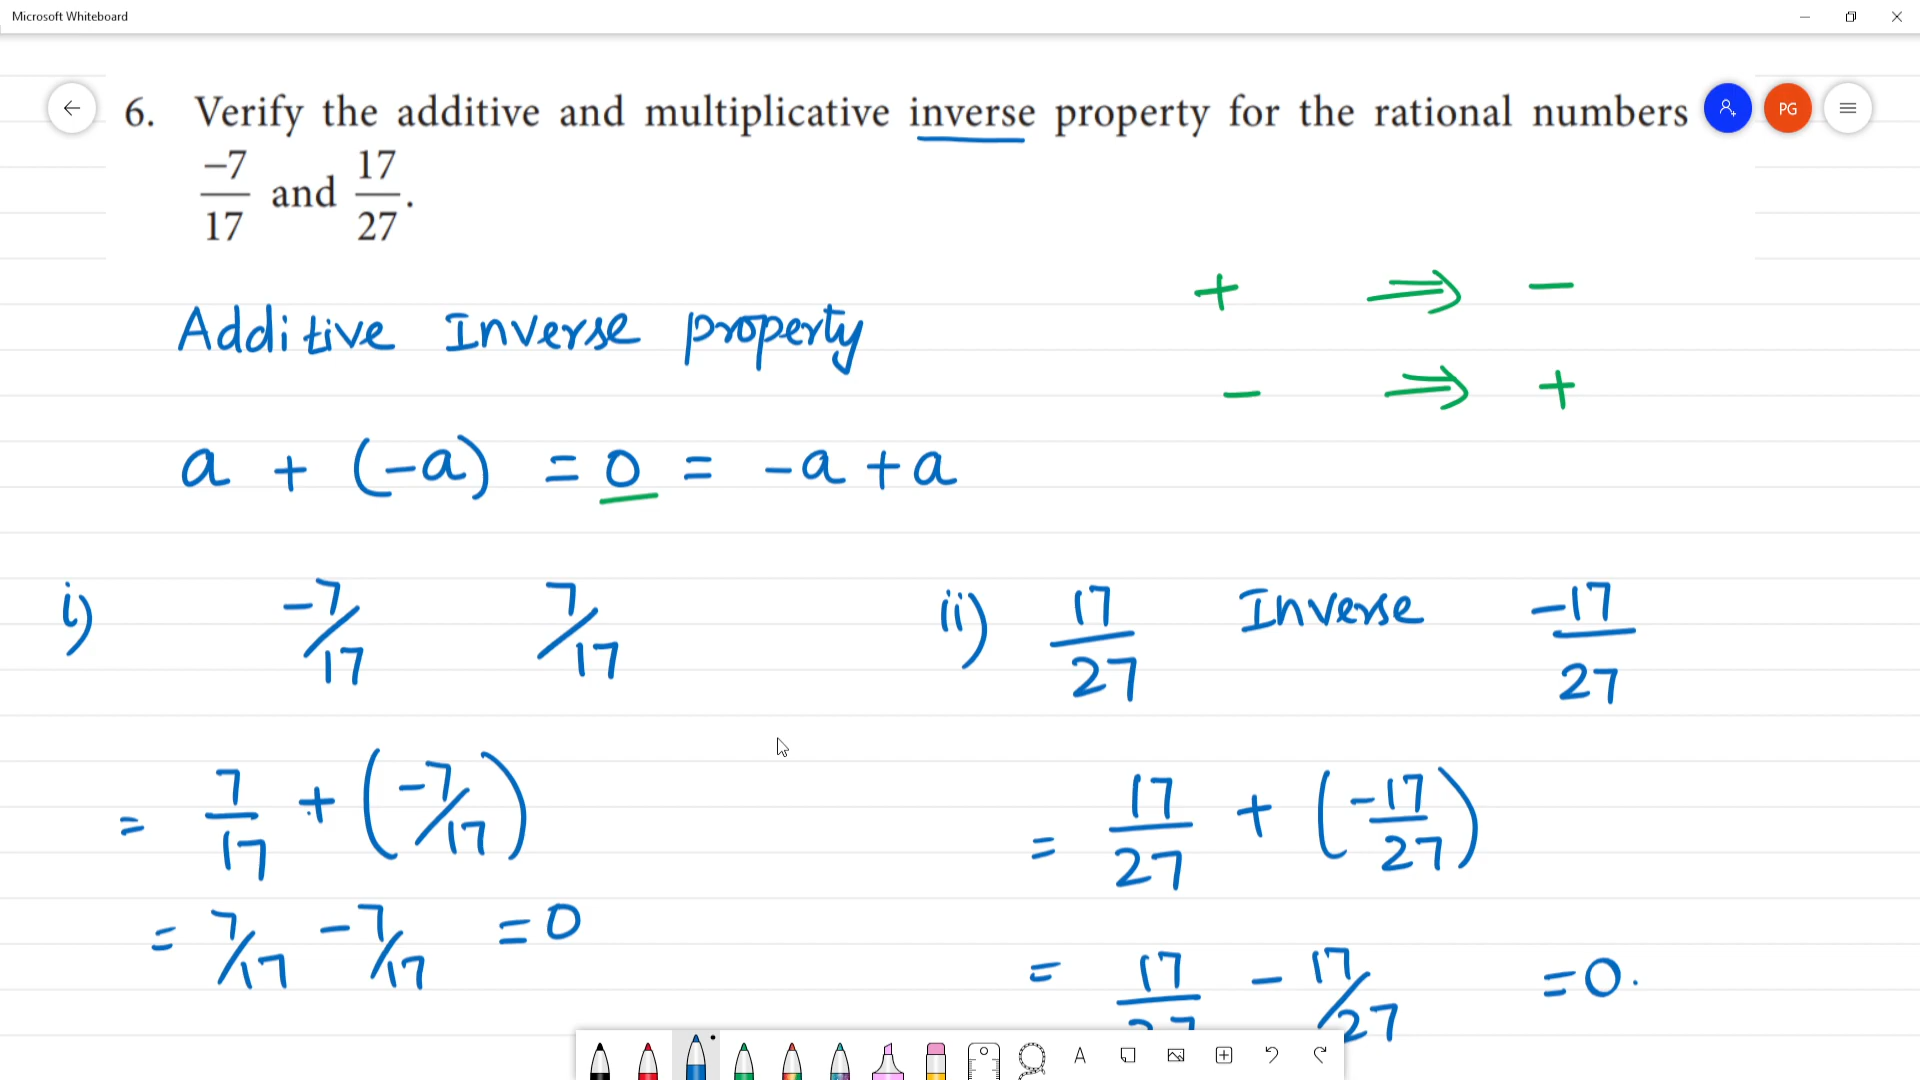 Microsoft Whiteboard
6. Verify the additive and multiplicative inverse property for the rational numbers
-7/17 and 17/27.
PG
+ ⇒ -
Additive Inverse property
- ⇒ +
a + (-a) = 0 = -a + a
i) -7/17 7/17
ii) 17/27 Inverse -17/27
= 7/17 + (-7/17)
= 17/27 + (-17/27)
= 7/17 - 7/17 = 0
= 17/27 - 17/27 = 0.
A